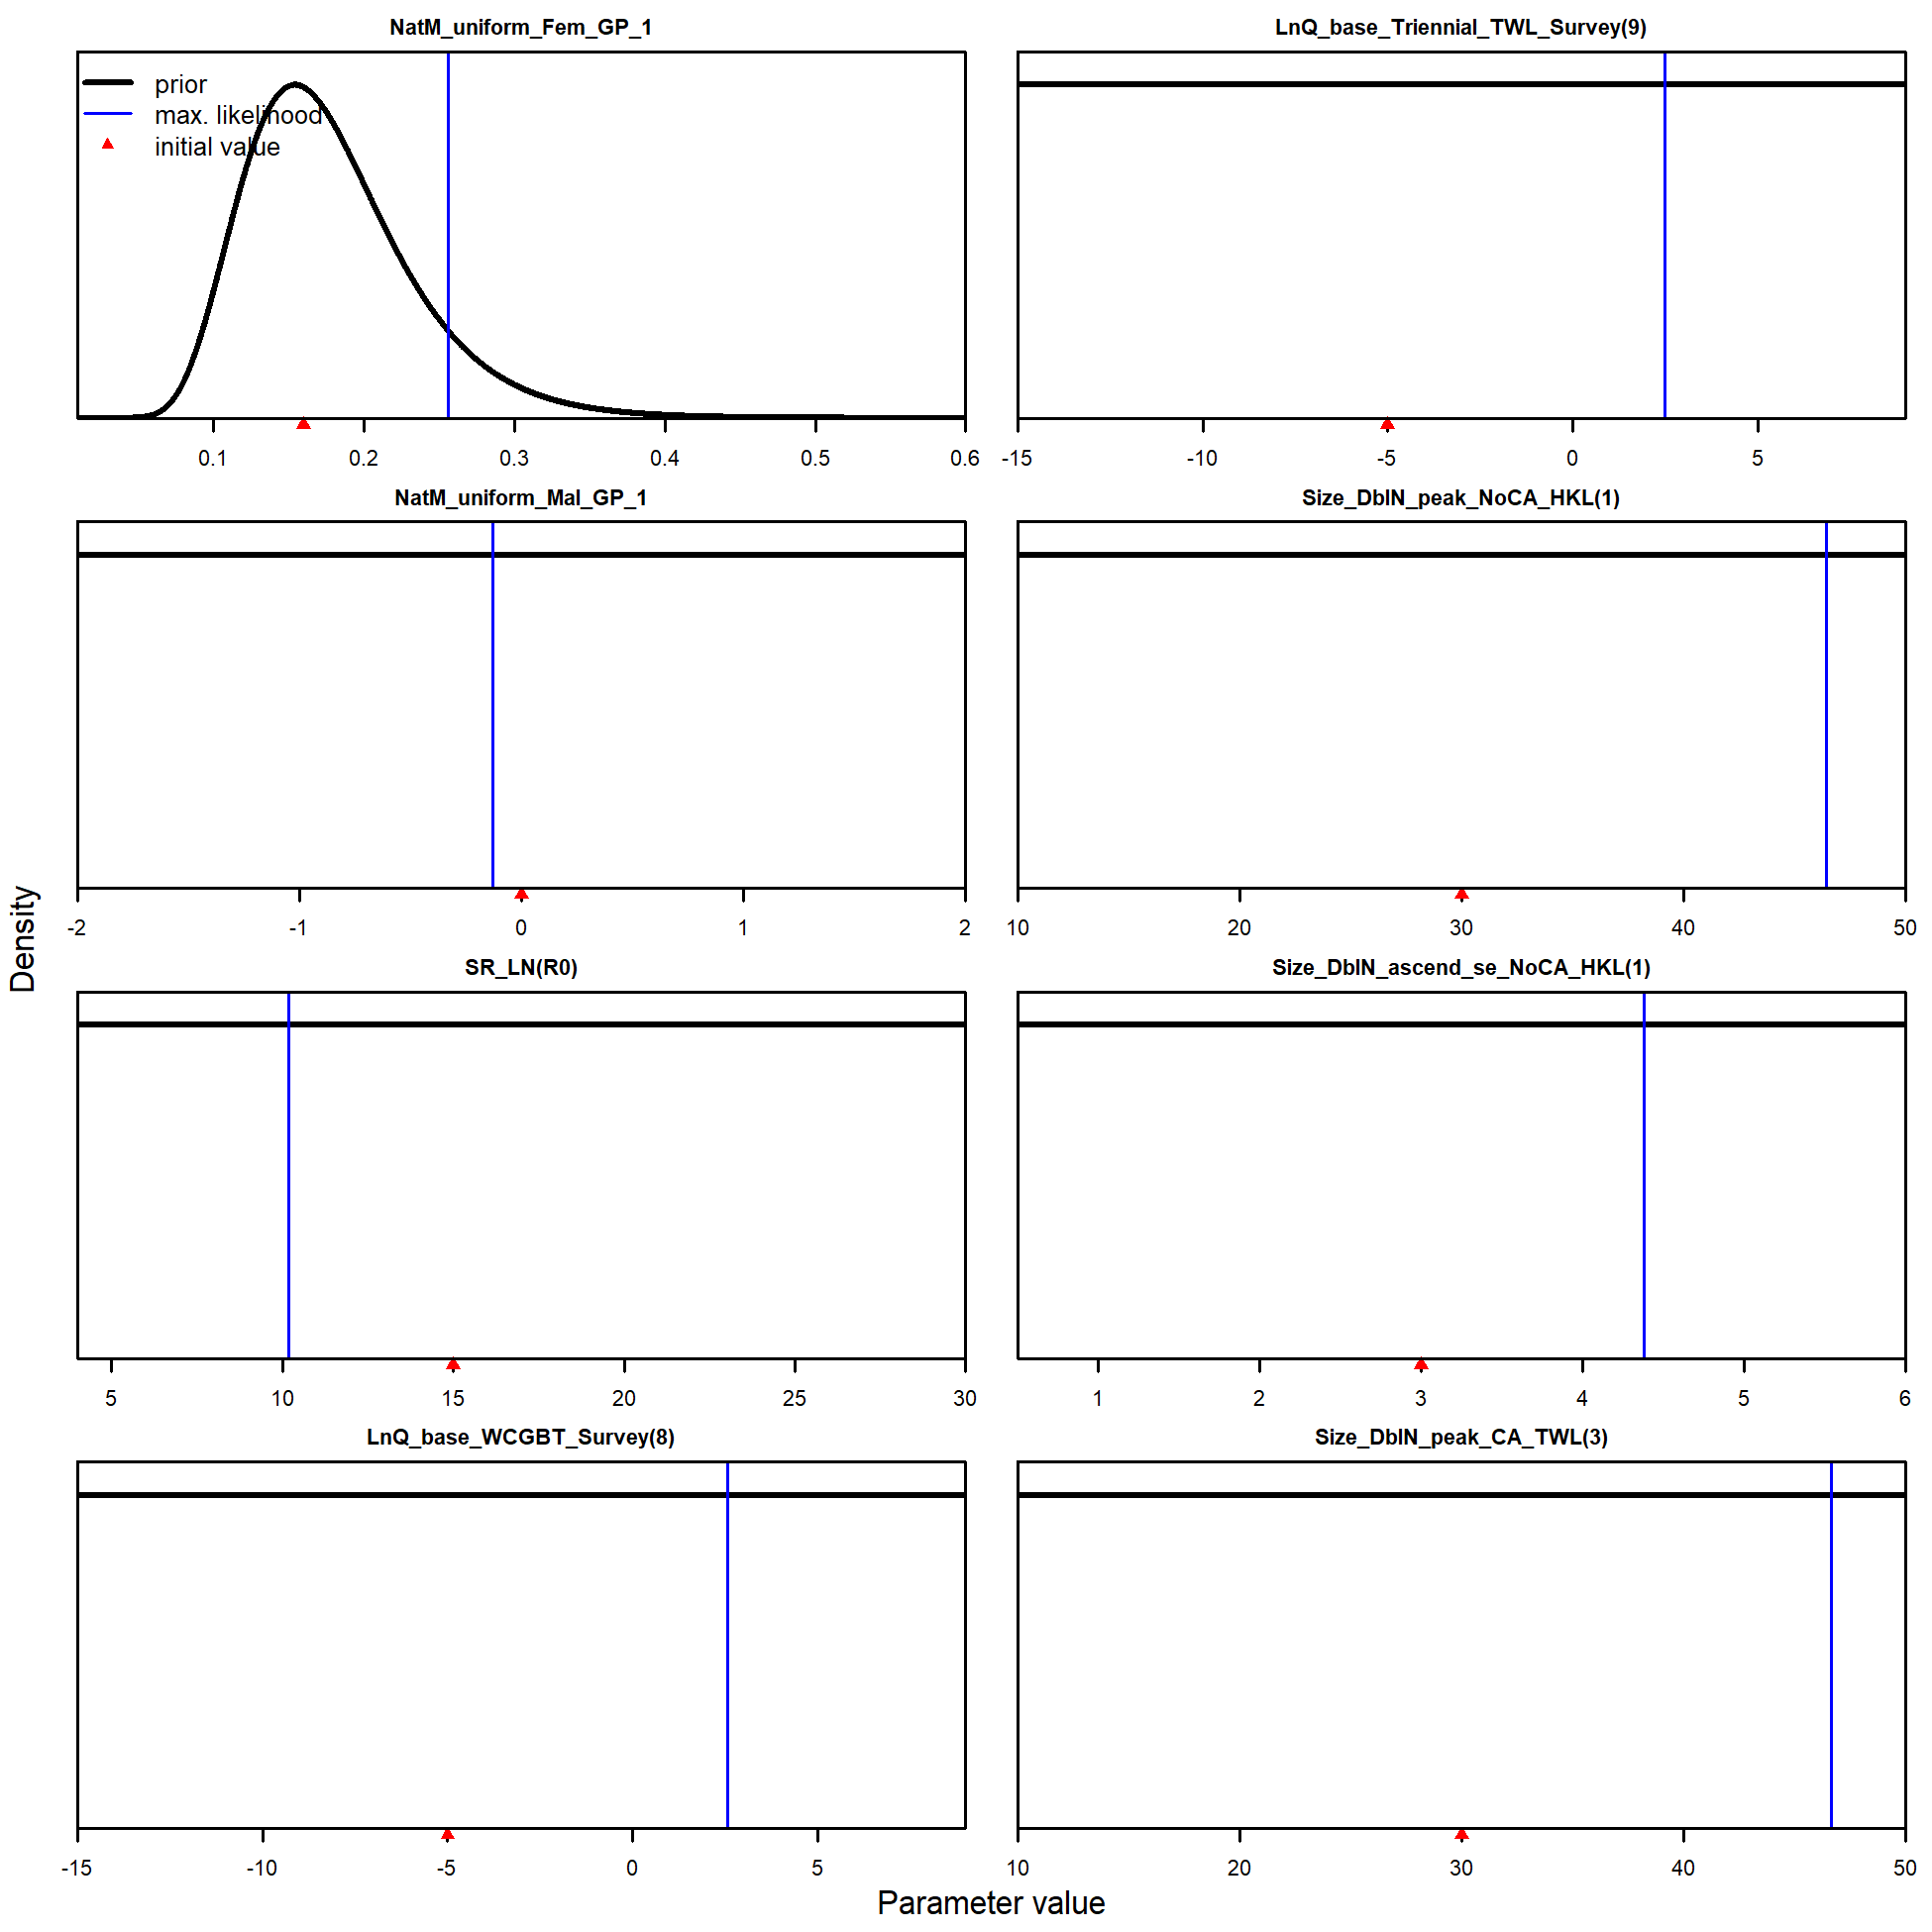 NatM_uniform_Fem_GP_1
prior
max. likelihood
initial value
0.1 0.2 0.3 0.4 0.5 0.6
LnQ_base_Triennial_TWL_Survey(9)
-15 -10 -5 0 5
NatM_uniform_Mal_GP_1
-2 -1 0 1 2
Size_DblN_peak_NoCA_HKL(1)
10 20 30 40 50
SR_LN(R0)
5 10 15 20 25 30
Size_DblN_ascend_se_NoCA_HKL(1)
1 2 3 4 5 6
LnQ_base_WCGBT_Survey(8)
-15 -10 -5 0 5
Size_DblN_peak_CA_TWL(3)
10 20 30 40 50
Density
Parameter value